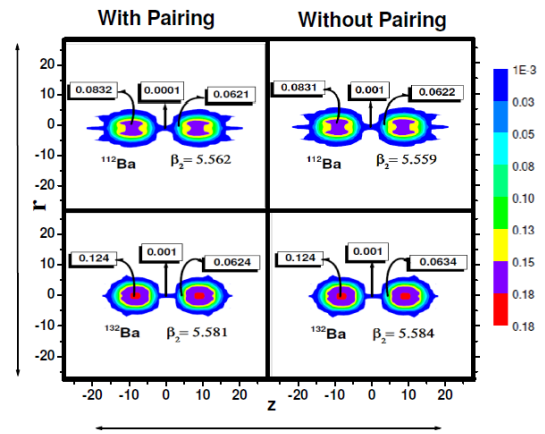 With Pairing
Without Pairing
20
10
0
-10
-20
0.0832
0.0001
0.0621
112Ba
β2= 5.562
0.0831
0.001
0.0622
112Ba
β2= 5.559
1E-3
0.03
0.05
0.08
0.10
0.13
0.15
0.18
0.18
r
20
10
0
-10
-20
0.124
0.001
0.0624
132Ba
β2= 5.581
0.124
0.001
0.0634
132Ba
β2= 5.584
-20 -10 0 10 20
-20 -10 0 10 20
z